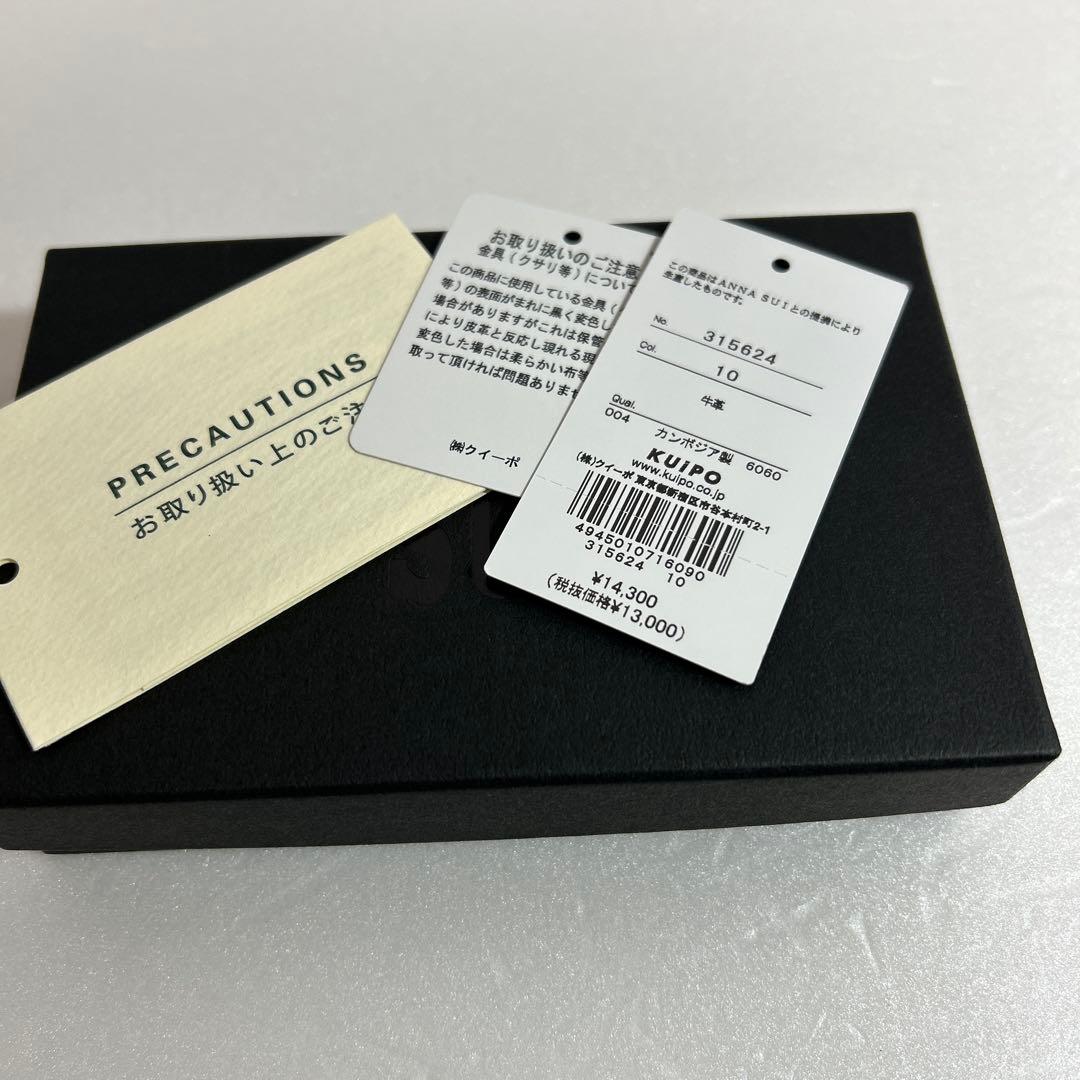 PRECAUTIONS
お取り扱い上のご注
お取り扱いのご注意
金具(クサリ等)について
この商品に使用している金具(
等)の表面がまれに黒く変色し
場合がありますがこれは保管
により皮革と反応し現れる現
変色した場合は柔らかい布等
取って頂ければ問題ありませ
㈱クイーポ
この商品はANNA SUIとの提携により
生産したものです。
No. 315624
Col. 10
牛革
Qual.
004 カンボジア製 6060
KUIPO
www.kuipo.co.jp
(株)クイーポ 東京都新宿区市谷本村町2-1
4945010716090
315624 10
¥14,300
(税抜価格¥13,000)